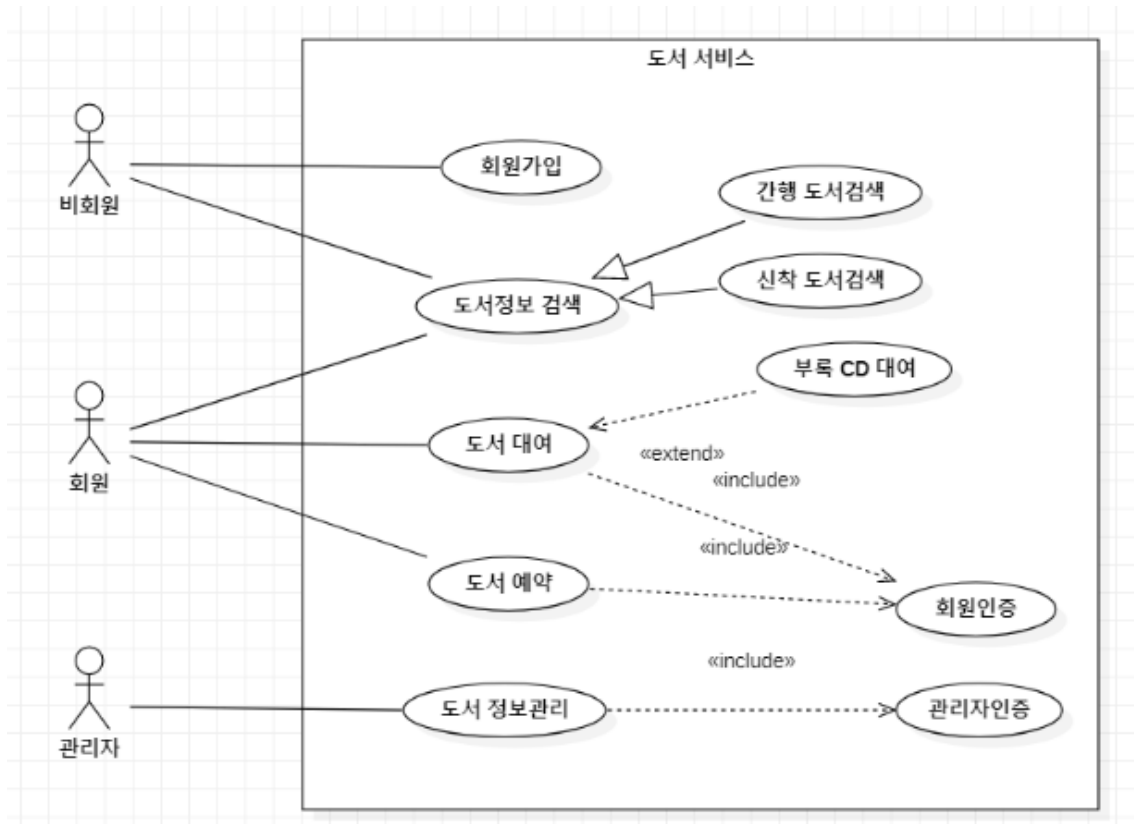 도서 서비스
회원가입
비회원
간행 도서검색
신착 도서검색
도서정보 검색
부록 CD 대여
도서 대여
«extend»
«include»
회원
«include»
도서 예약
회원인증
«include»
도서 정보관리
관리자인증
관리자